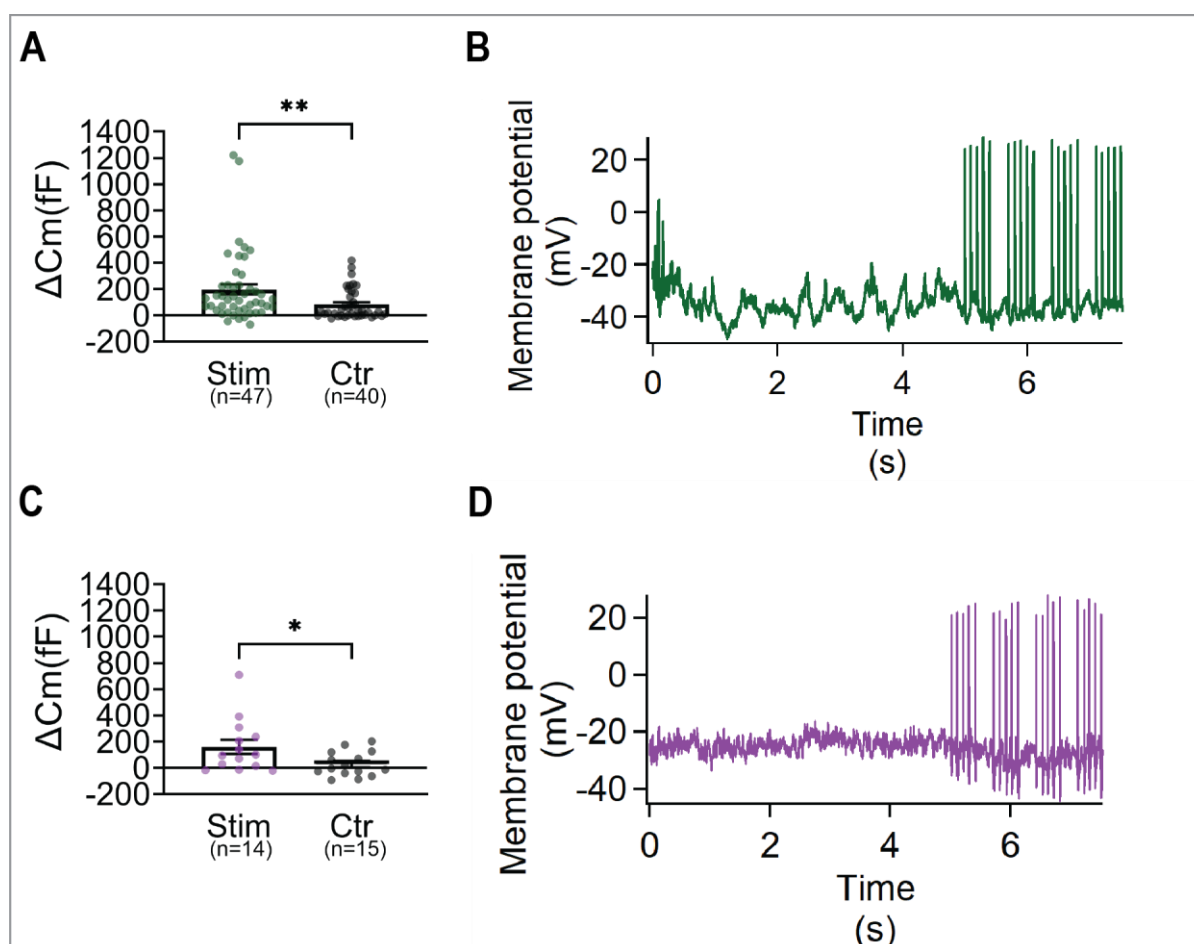 A
**
1400
1200
1000
800
600
400
200
0
-200
ΔCm(fF)
Stim
(n=47)
Ctr
(n=40)
B
Membrane potential
(mV)
20
0
-20
-40
0
2
4
6
Time
(s)
C
*
1400
1200
1000
800
600
400
200
0
-200
ΔCm(fF)
Stim
(n=14)
Ctr
(n=15)
D
Membrane potential
(mV)
20
0
-20
-40
0
2
4
6
Time
(s)